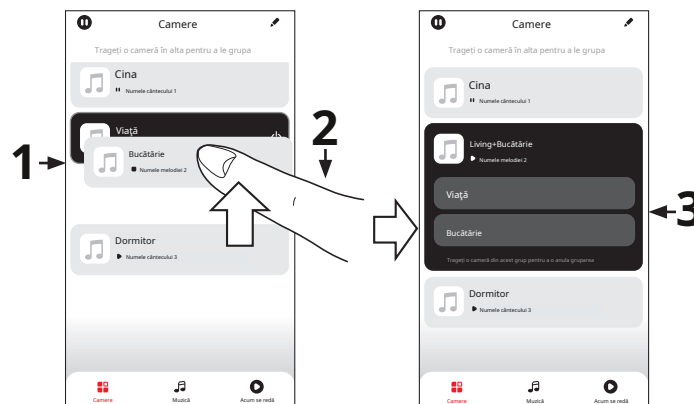 Camere
Trageți o cameră în alta pentru a le grupa
Cina
Numele cântecului 1
Viață
Bucătărie
Numele melodiei 2
Dormitor
Numele cântecului 3
Camere
Muzică
Acum se redă
1
2
Camere
Trageți o cameră în alta pentru a le grupa
Cina
Numele cântecului 1
Living+Bucătărie
Numele melodiei 2
Viață
Bucătărie
Trageți o cameră din acest grup pentru a o anula gruparea
Dormitor
Numele cântecului 3
Camere
Muzică
Acum se redă
3